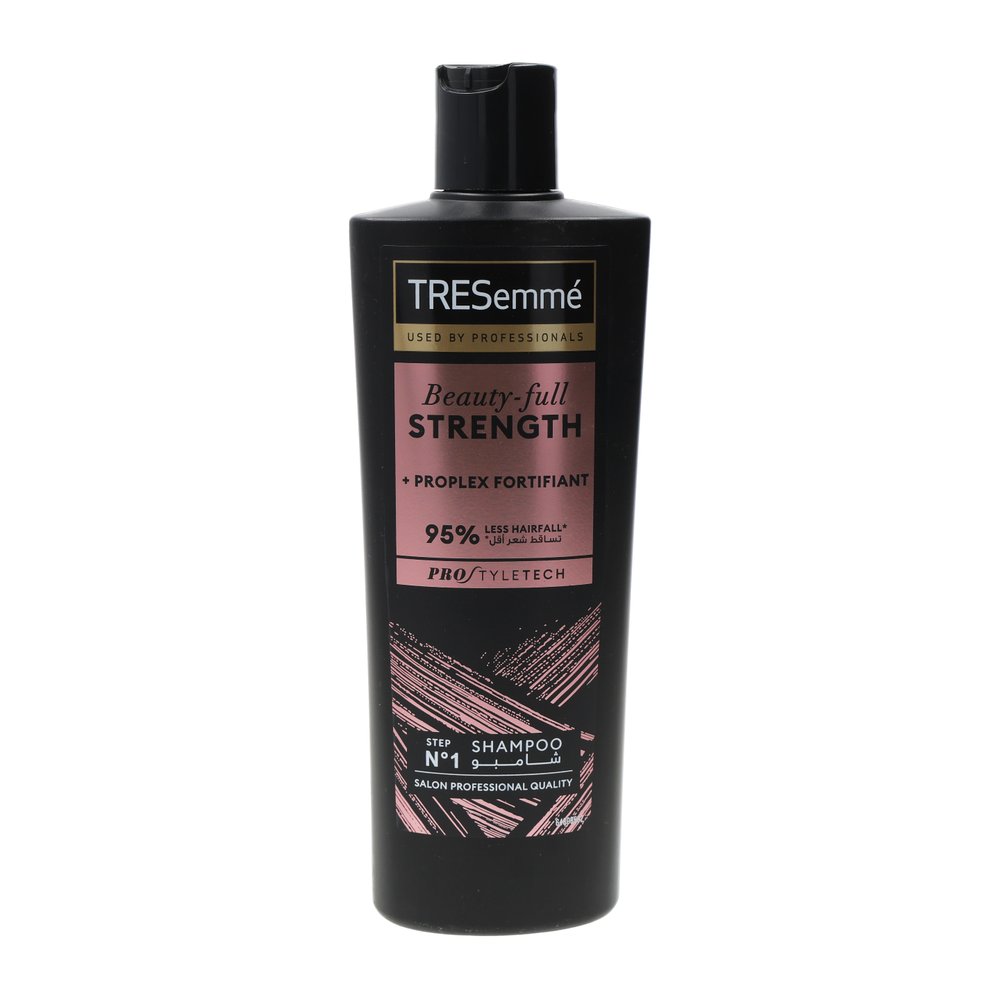 TRESemmé
USED BY PROFESSIONALS
Beauty-full
STRENGTH
+ PROPLEX FORTIFIANT
95% LESS HAIRFALL*
تساقط شعر أقل*
PROSTYLETECH
STEP
Nº1
SHAMPOO
شامبو
SALON PROFESSIONAL QUALITY